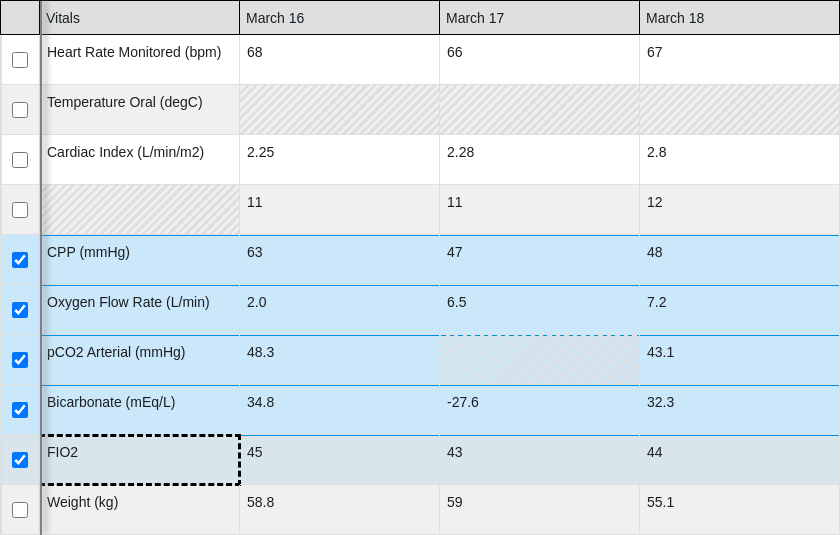 Vitals March 16 March 17 March 18
Heart Rate Monitored (bpm) 68 66 67
Temperature Oral (degC)
Cardiac Index (L/min/m2) 2.25 2.28 2.8
11 11 12
CPP (mmHg) 63 47 48
Oxygen Flow Rate (L/min) 2.0 6.5 7.2
pCO2 Arterial (mmHg) 48.3 43.1
Bicarbonate (mEq/L) 34.8 -27.6 32.3
FIO2 45 43 44
Weight (kg) 58.8 59 55.1